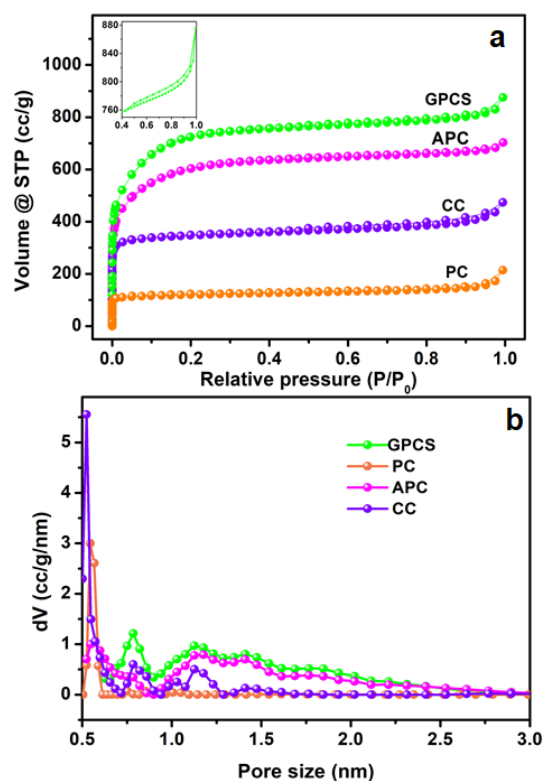 a
880
840
800
760
0.4 0.6 0.8 1.0
1000
800
600
400
200
0
Volume @ STP (cc/g)
GPCS
APC
CC
PC
0.0 0.2 0.4 0.6 0.8 1.0
Relative pressure (P/P₀)
b
5
4
3
2
1
0
dV (cc/g/nm)
GPCS
PC
APC
CC
0.5 1.0 1.5 2.0 2.5 3.0
Pore size (nm)